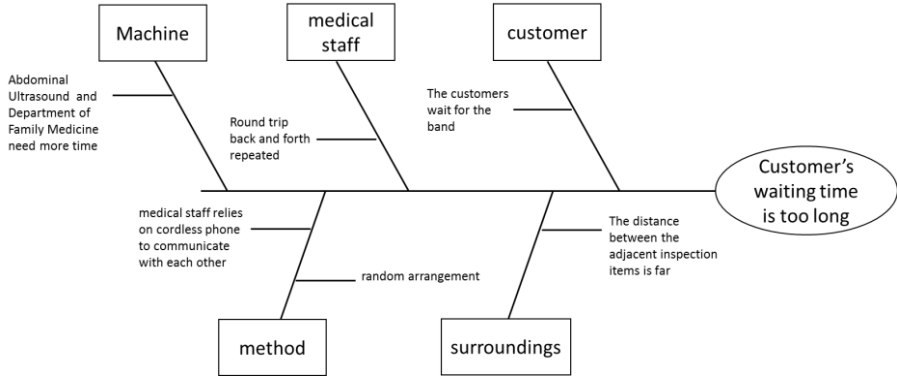 Machine
medical
staff
customer
Abdominal
Ultrasound and
Department of
Family Medicine
need more time
Round trip
back and forth
repeated
The customers
wait for the
band
Customer's
waiting time
is too long
medical staff relies
on cordless phone
to communicate
with each other
random arrangement
The distance
between the
adjacent inspection
items is far
method
surroundings